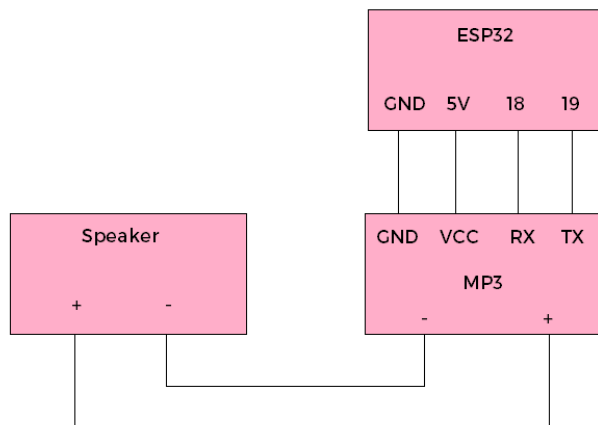 ESP32
GND 5V 18 19
Speaker
+ -
GND VCC RX TX
MP3
- +